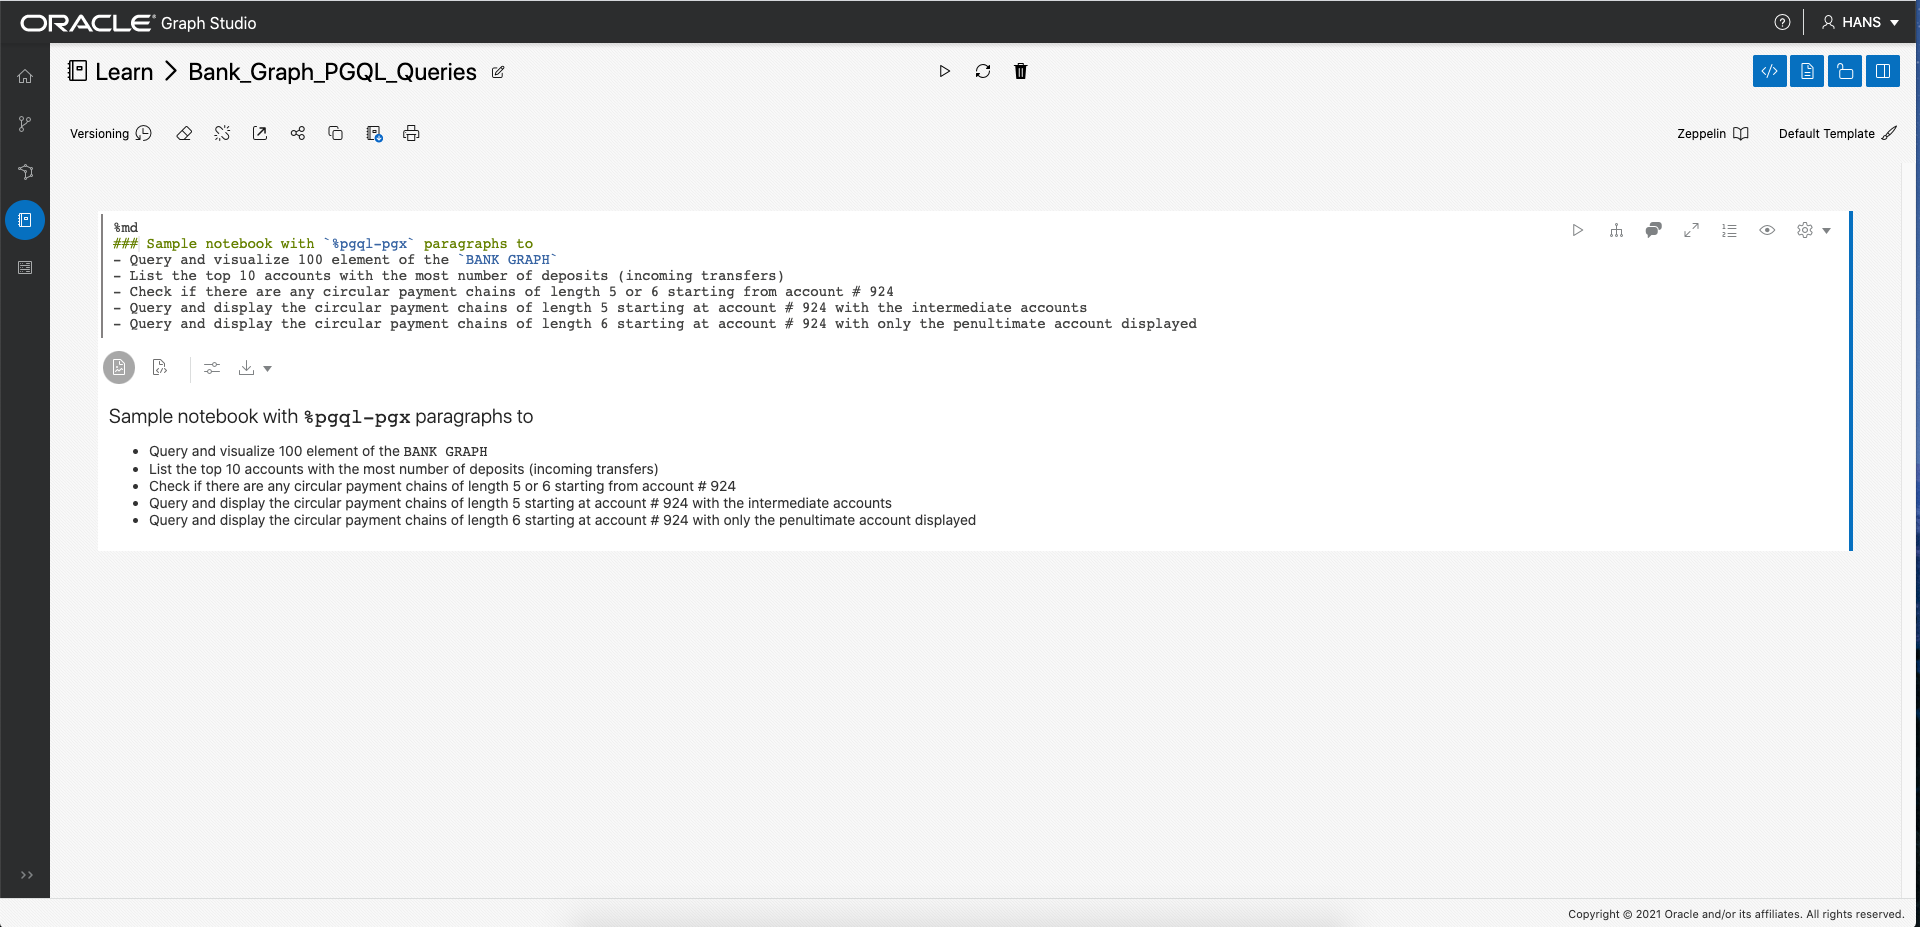 ORACLE® Graph Studio
HANS
Learn > Bank_Graph_PGQL_Queries
Versioning
Zeppelin
Default Template
%md
### Sample notebook with `%pgql-pgx` paragraphs to
- Query and visualize 100 element of the `BANK GRAPH`
- List the top 10 accounts with the most number of deposits (incoming transfers)
- Check if there are any circular payment chains of length 5 or 6 starting from account # 924
- Query and display the circular payment chains of length 5 starting at account # 924 with the intermediate accounts
- Query and display the circular payment chains of length 6 starting at account # 924 with only the penultimate account displayed
Sample notebook with %pgql-pgx paragraphs to
• Query and visualize 100 element of the BANK GRAPH
• List the top 10 accounts with the most number of deposits (incoming transfers)
• Check if there are any circular payment chains of length 5 or 6 starting from account # 924
• Query and display the circular payment chains of length 5 starting at account # 924 with the intermediate accounts
• Query and display the circular payment chains of length 6 starting at account # 924 with only the penultimate account displayed
Copyright © 2021 Oracle and/or its affiliates. All rights reserved.